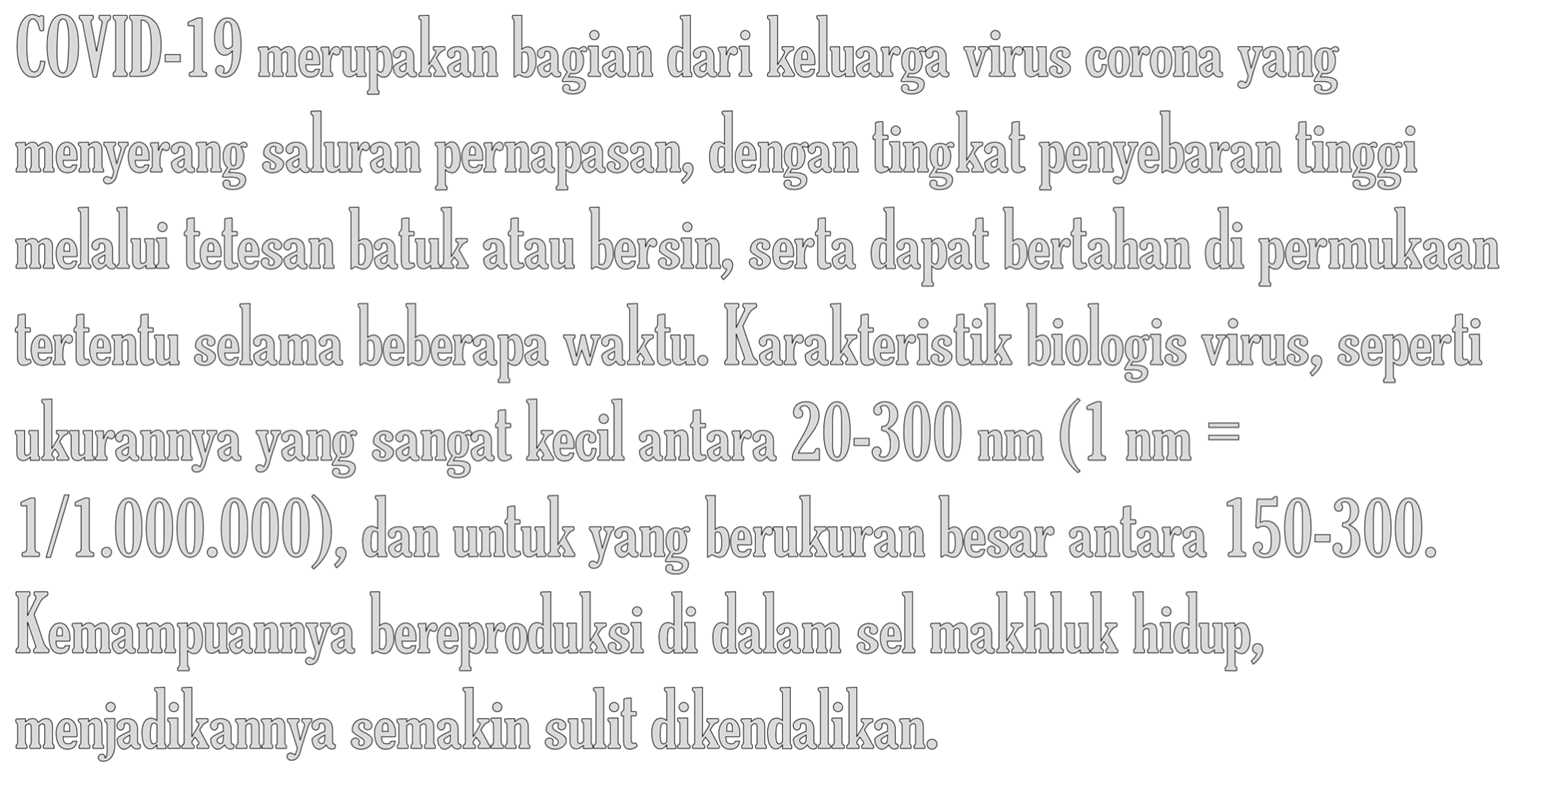 COVID-19 merupakan bagian dari keluarga virus corona yang
menyerang saluran pernapasan, dengan tingkat penyebaran tinggi
melalui tetesan batuk atau bersin, serta dapat bertahan di permukaan
tertentu selama beberapa waktu. Karakteristik biologis virus, seperti
ukurannya yang sangat kecil antara 20-300 nm (1 nm =
1/1.000.000), dan untuk yang berukuran besar antara 150-300.
Kemampuannya bereproduksi di dalam sel makhluk hidup,
menjadikannya semakin sulit dikendalikan.